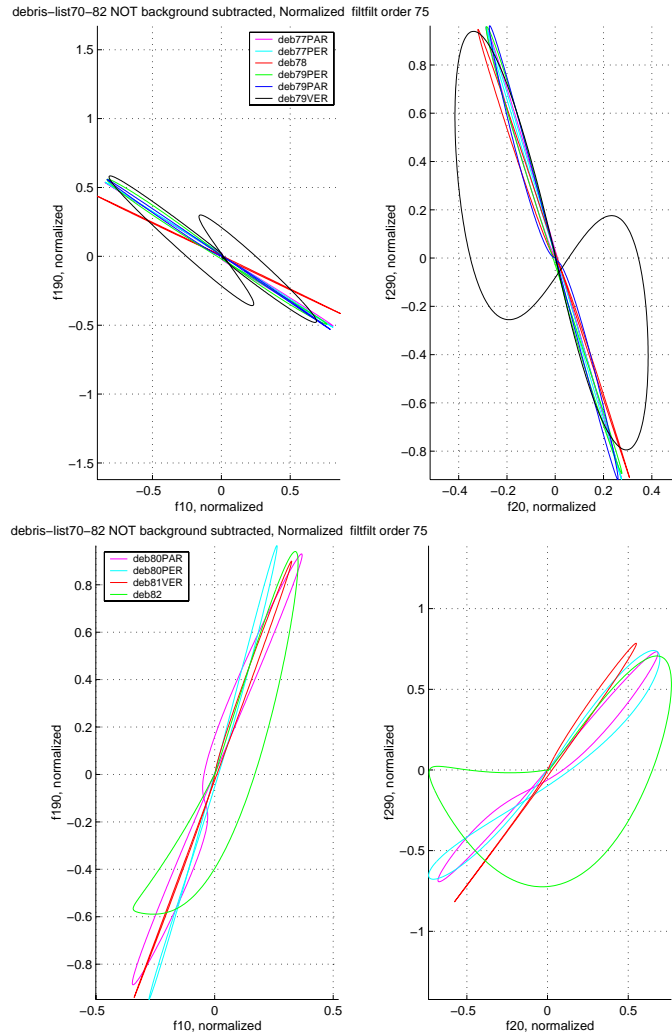 debris−list70−82 NOT background subtracted, Normalized  filtfilt order 75
deb77PAR
deb77PER
deb78
deb79PER
deb79PAR
deb79VER
1.5
1
0.5
0
−0.5
−1
−1.5
f190, normalized
−0.5
0
0.5
f10, normalized
0.8
0.6
0.4
0.2
0
−0.2
−0.4
−0.6
−0.8
f290, normalized
−0.4
−0.2
0
0.2
0.4
f20, normalized
debris−list70−82 NOT background subtracted, Normalized  filtfilt order 75
deb80PAR
deb80PER
deb81VER
deb82
0.8
0.6
0.4
0.2
0
−0.2
−0.4
−0.6
−0.8
f190, normalized
−0.5
0
0.5
f10, normalized
1
0.5
0
−0.5
−1
f290, normalized
−0.5
0
0.5
f20, normalized